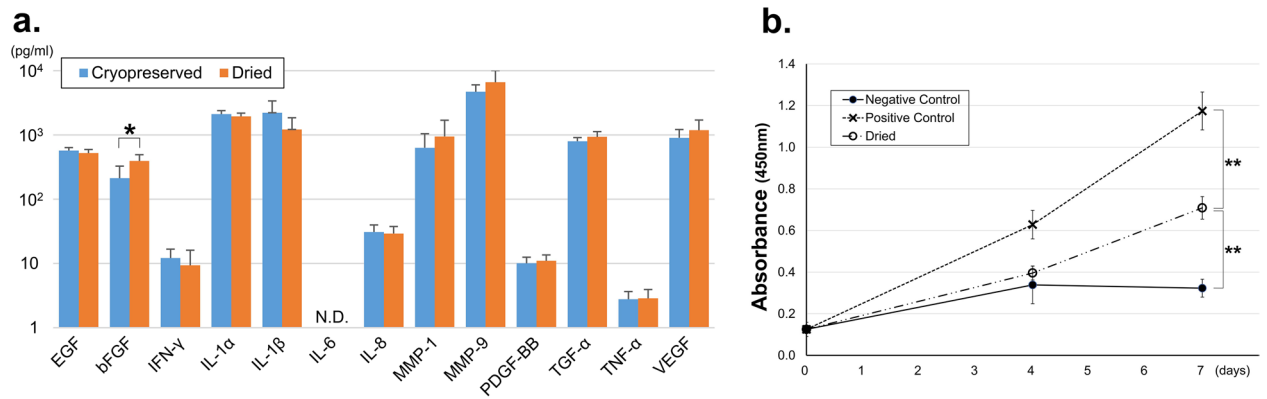 a.
(pg/ml)
Cryopreserved Dried
10⁴
10³
10²
10
1
*
N.D.
EGF
bFGF
IFN-γ
IL-1α
IL-1β
IL-6
IL-8
MMP-1
MMP-9
PDGF-BB
TGF-α
TNF-α
VEGF
b.
Absorbance (450nm)
1.4
1.2
1.0
0.8
0.6
0.4
0.2
0.0
Negative Control
Positive Control
Dried
**
**
0 1 2 3 4 5 6 7 (days)